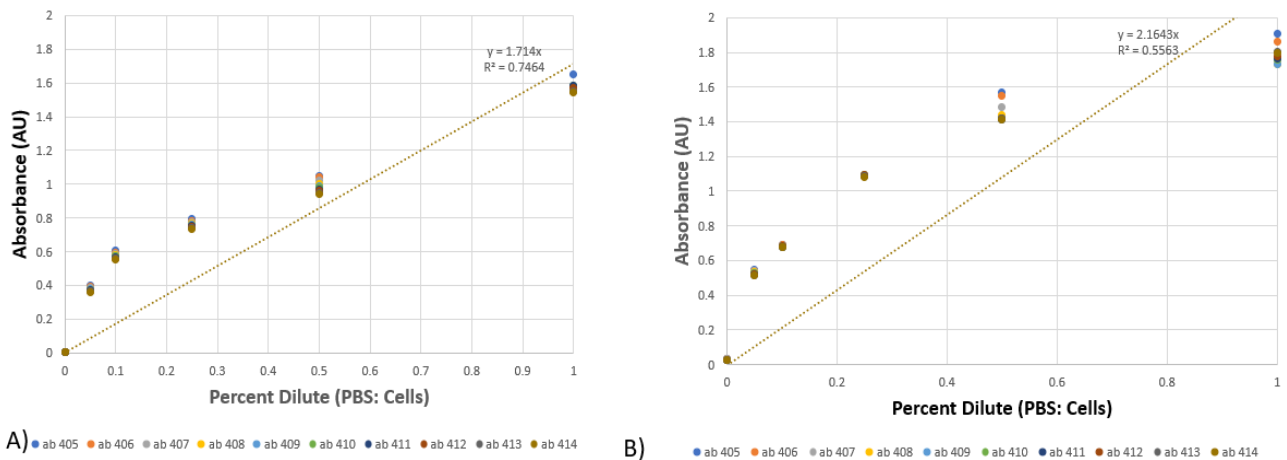 2
1.8
1.6
1.4
1.2
1
0.8
0.6
0.4
0.2
0
Absorbance (AU)
y = 1.714x
R² = 0.7464
0 0.1 0.2 0.3 0.4 0.5 0.6 0.7 0.8 0.9 1
Percent Dilute (PBS: Cells)
A) ab 405 ab 406 ab 407 ab 408 ab 409 ab 410 ab 411 ab 412 ab 413 ab 414
2
1.8
1.6
1.4
1.2
1
0.8
0.6
0.4
0.2
0
Absorbance (AU)
y = 2.1643x
R² = 0.5563
0 0.2 0.4 0.6 0.8 1
Percent Dilute (PBS: Cells)
B) ab 405 ab 406 ab 407 ab 408 ab 409 ab 410 ab 411 ab 412 ab 413 ab 414